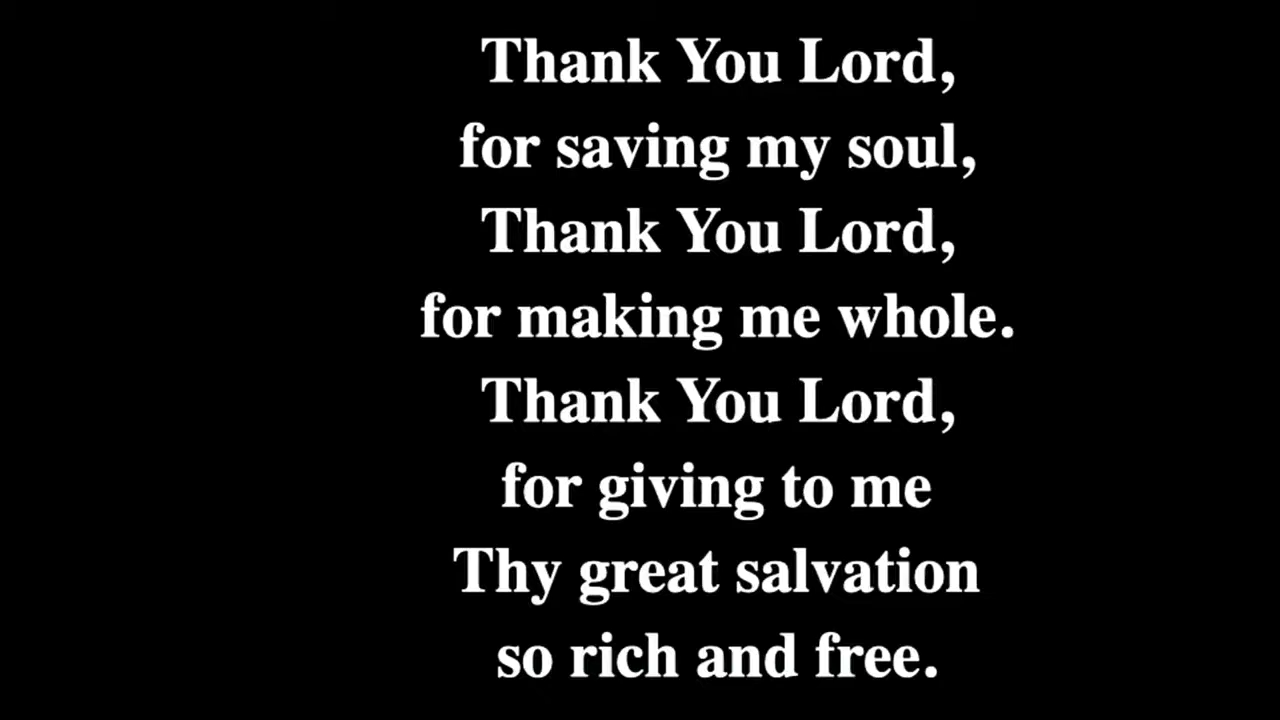 Thank You Lord,
for saving my soul,
Thank You Lord,
for making me whole.
Thank You Lord,
for giving to me
Thy great salvation
so rich and free.